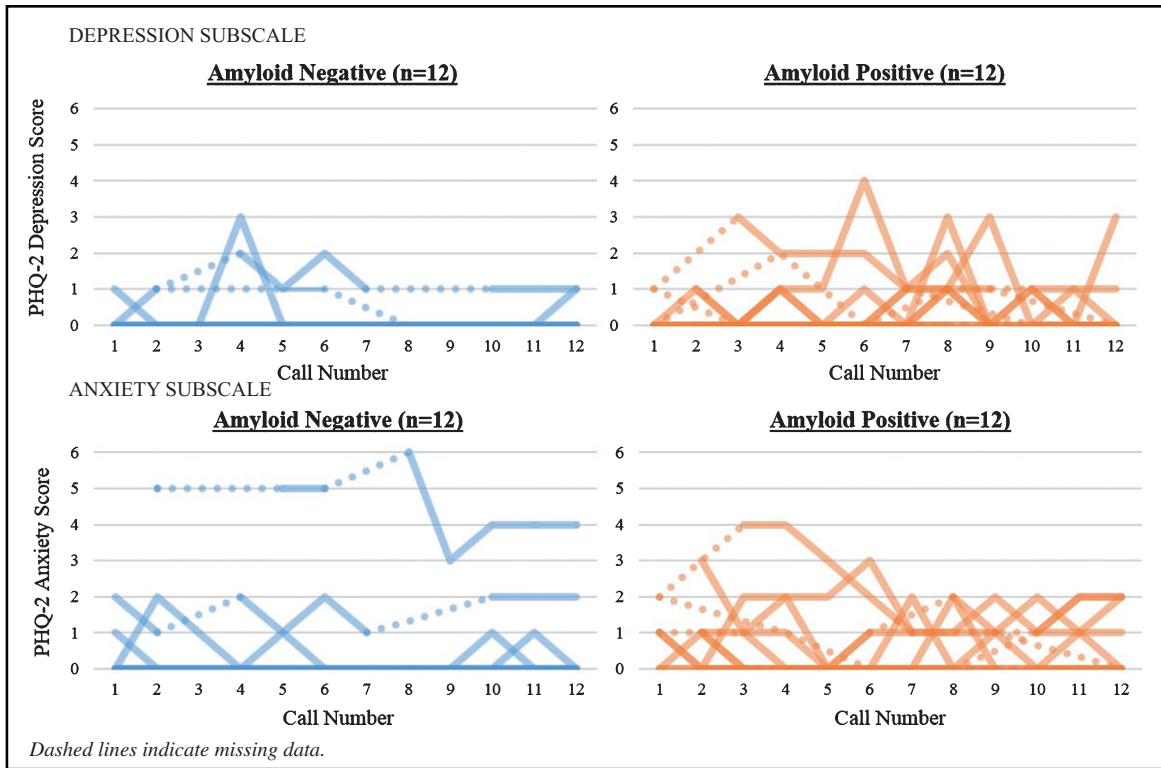 DEPRESSION SUBSCALE
Amyloid Negative (n=12)
Amyloid Positive (n=12)
PHQ-2 Depression Score
6
5
4
3
2
1
0
1 2 3 4 5 6 7 8 9 10 11 12
Call Number
6
5
4
3
2
1
0
1 2 3 4 5 6 7 8 9 10 11 12
Call Number
ANXIETY SUBSCALE
Amyloid Negative (n=12)
Amyloid Positive (n=12)
PHQ-2 Anxiety Score
6
5
4
3
2
1
0
1 2 3 4 5 6 7 8 9 10 11 12
Call Number
6
5
4
3
2
1
0
1 2 3 4 5 6 7 8 9 10 11 12
Call Number
Dashed lines indicate missing data.